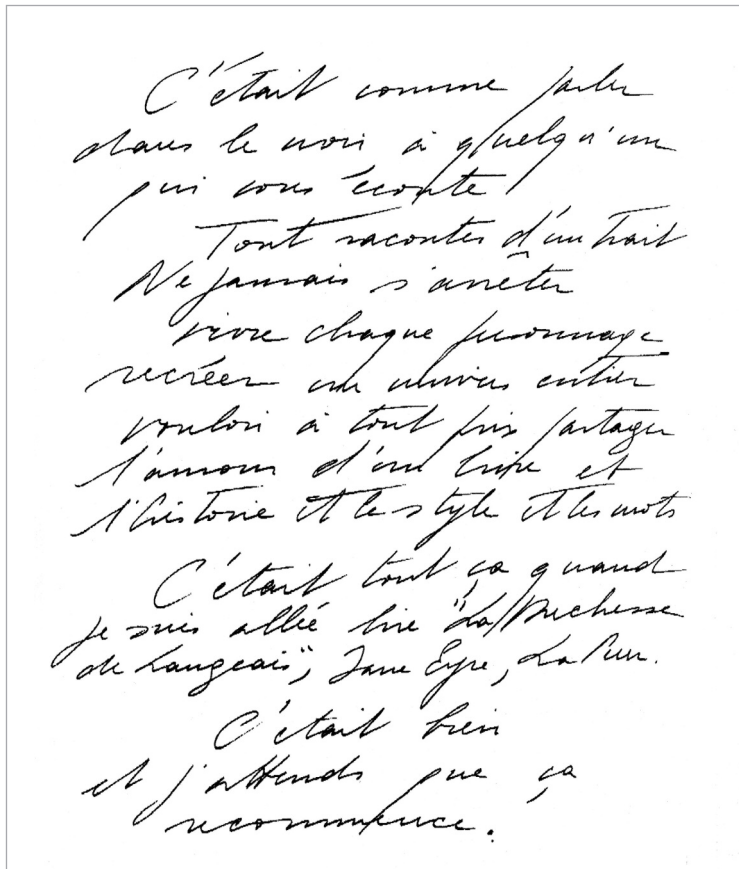 C'était comme parler
dans le noir, à quelqu'un
qui vous écoute
Tout raconter d'un trait
Ne jamais s'arrêter
vivre chaque personnage
recréer un univers entier
vouloir à tout prix partager
l'amour d'un livre et
l'histoire et le style et les mots
C'était tout ça quand
je suis allée lire "La Duchesse
de Langeais", Jane Eyre, La
C'était bien
et j'attends que ça
recommence.